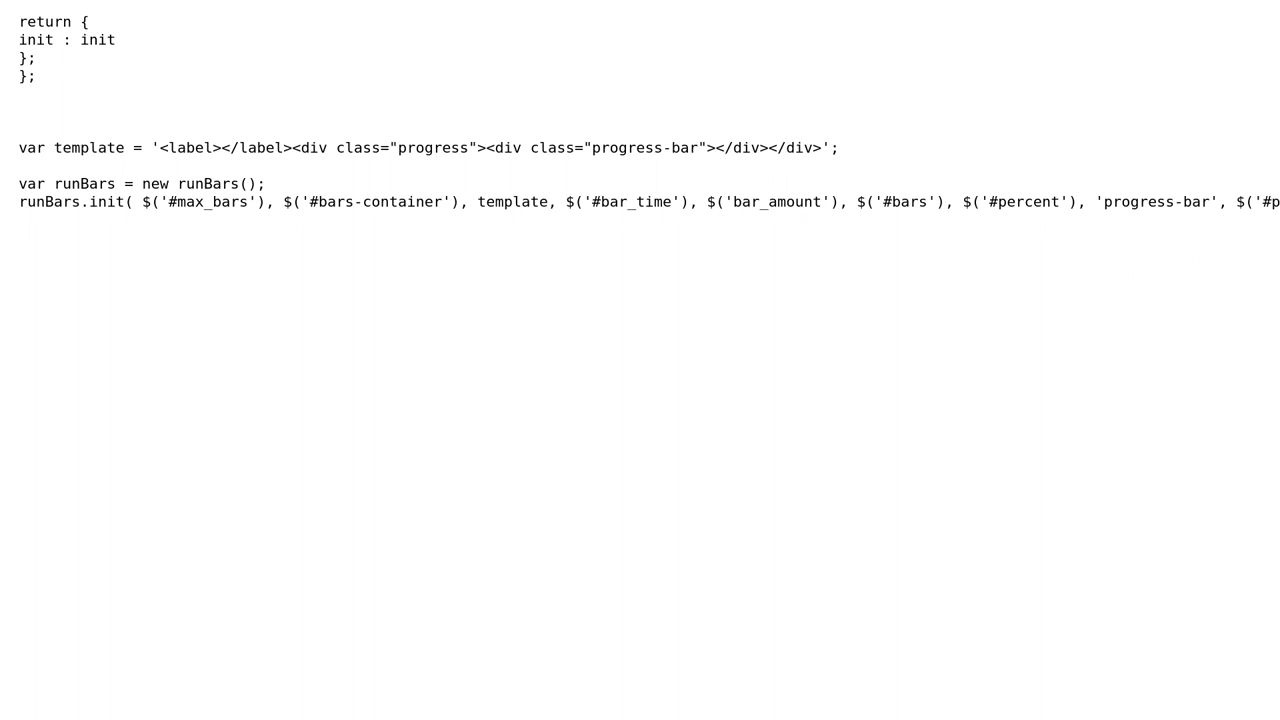 return {
init : init
};
};
var template = '<label></label><div class="progress"><div class="progress-bar"></div></div>';
var runBars = new runBars();
runBars.init( $('#max_bars'), $('#bars-container'), template, $('#bar_time'), $('bar_amount'), $('#bars'), $('#percent'), 'progress-bar', $('#p